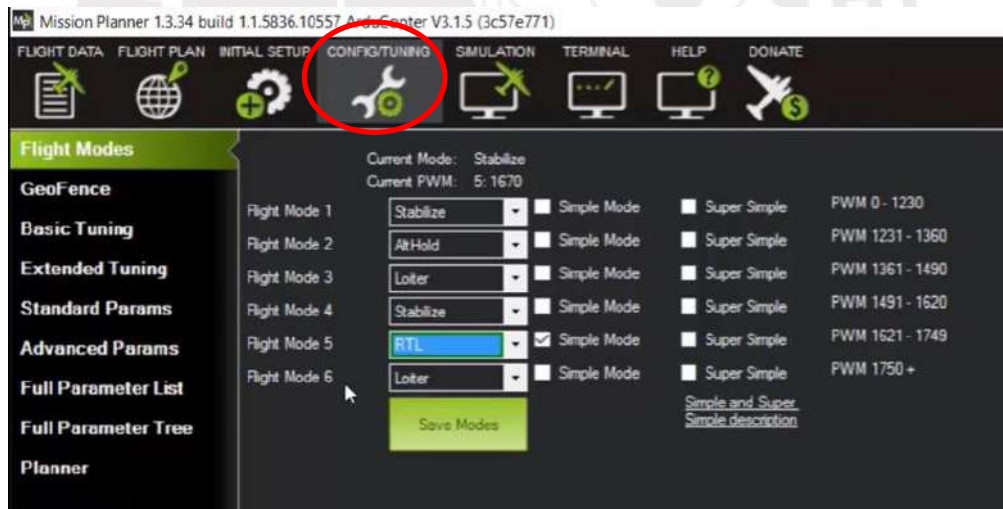 Mission Planner 1.3.34 build 1.1.5836.10557 ArduCopter V3.1.5 (3c57e771)
FLIGHT DATA FLIGHT PLAN INITIAL SETUP CONFIG/TUNING SIMULATION TERMINAL HELP DONATE
Flight Modes
GeoFence
Basic Tuning
Extended Tuning
Standard Params
Advanced Params
Full Parameter List
Full Parameter Tree
Planner
Current Mode: Stabilize
Current PWM: 5: 1670
Flight Mode 1 Stabilize Simple Mode Super Simple PWM 0 - 1230
Flight Mode 2 AltHold Simple Mode Super Simple PWM 1231 - 1360
Flight Mode 3 Loiter Simple Mode Super Simple PWM 1361 - 1490
Flight Mode 4 Stabilize Simple Mode Super Simple PWM 1491 - 1620
Flight Mode 5 RTL Simple Mode Super Simple PWM 1621 - 1749
Flight Mode 6 Loiter Simple Mode Super Simple PWM 1750 +
Save Modes
Simple and Super
Simple description